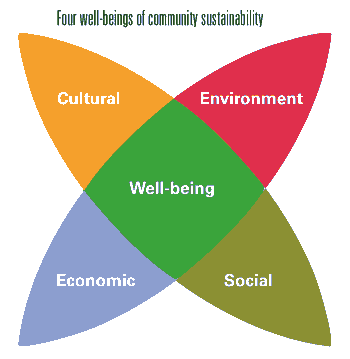 Four well-beings of community sustainability
Cultural
Environment
Well-being
Economic
Social